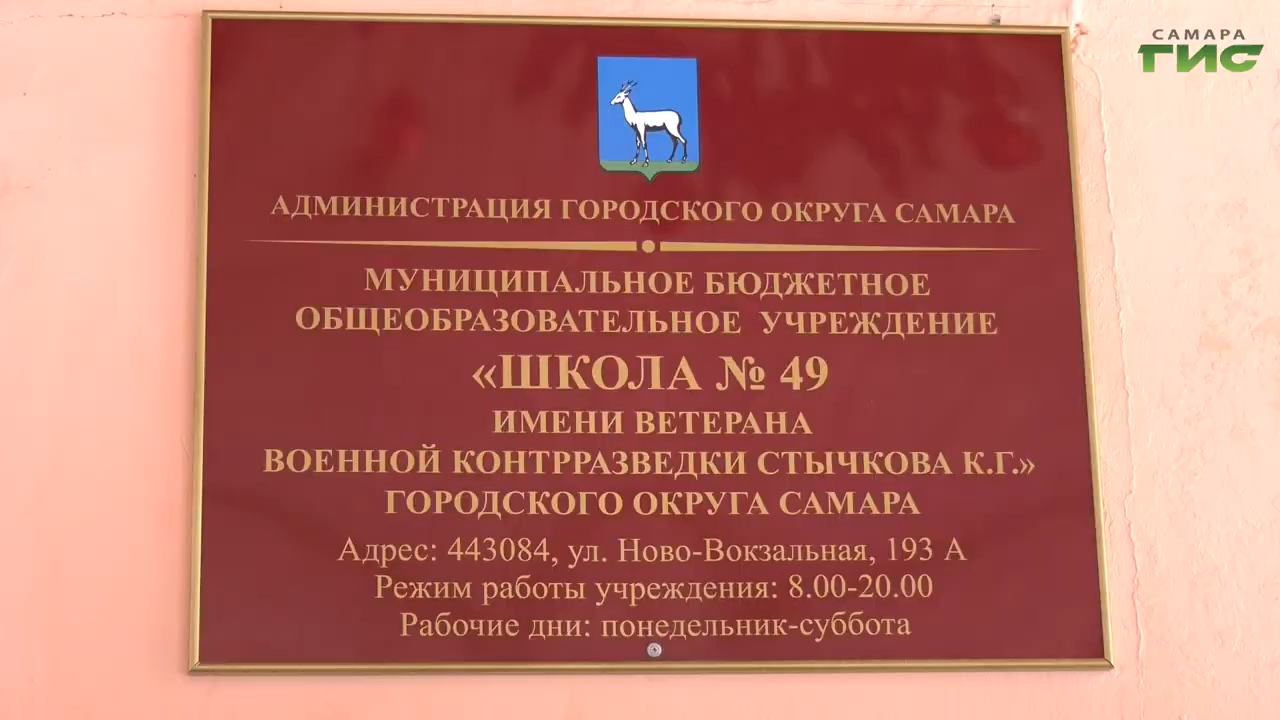 САМАРА
ГИС
АДМИНИСТРАЦИЯ ГОРОДСКОГО ОКРУГА САМАРА
МУНИЦИПАЛЬНОЕ БЮДЖЕТНОЕ
ОБЩЕОБРАЗОВАТЕЛЬНОЕ УЧРЕЖДЕНИЕ
«ШКОЛА № 49
ИМЕНИ ВЕТЕРАНА
ВОЕННОЙ КОНТРРАЗВЕДКИ СТЫЧКОВА К.Г.»
ГОРОДСКОГО ОКРУГА САМАРА
Адрес: 443084, ул. Ново-Вокзальная, 193 А
Режим работы учреждения: 8.00-20.00
Рабочие дни: понедельник-суббота